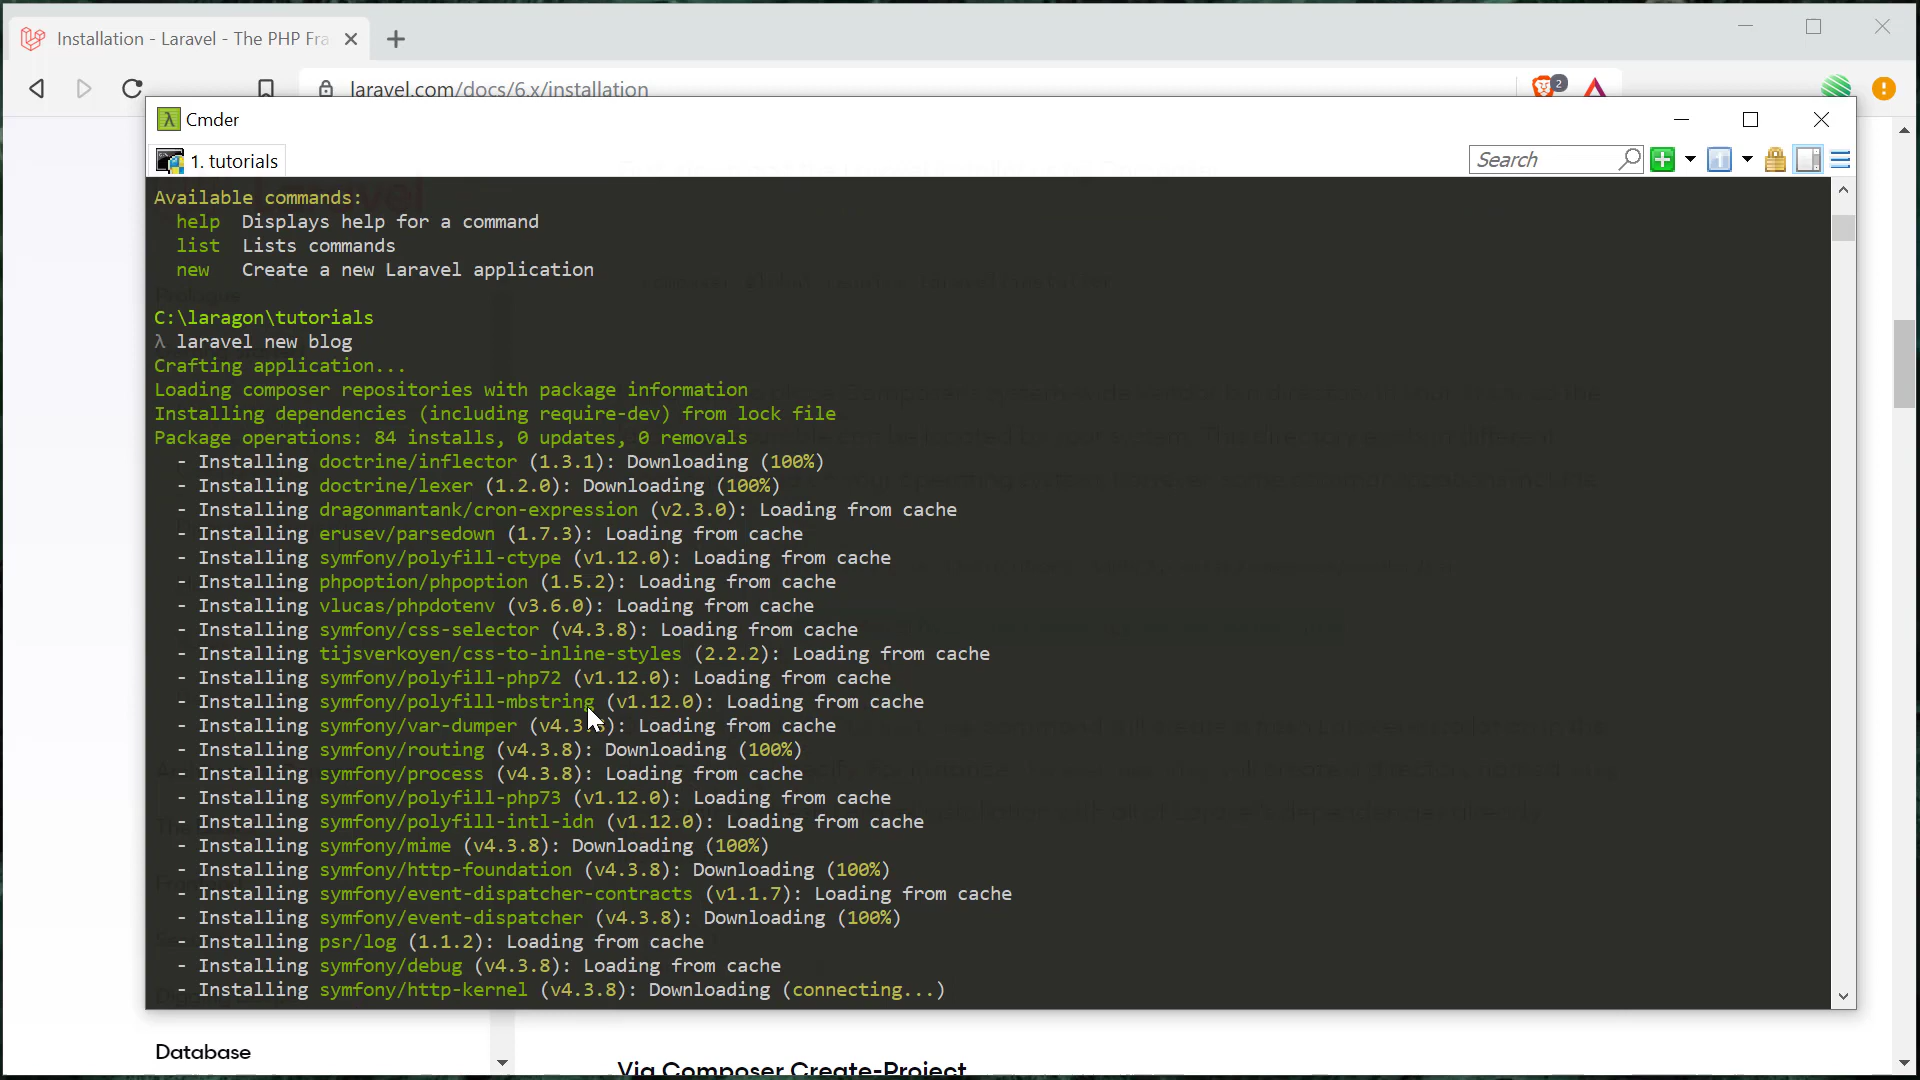 Installation - Laravel - The PHP Fra
laravel.com/docs/6.x/installation
2
Cmder
1. tutorials
Search
Available commands:
help  Displays help for a command
list  Lists commands
new  Create a new Laravel application
C:\laragon\tutorials
λ laravel new blog
Crafting application...
Loading composer repositories with package information
Installing dependencies (including require-dev) from lock file
Package operations: 84 installs, 0 updates, 0 removals
- Installing doctrine/inflector (1.3.1): Downloading (100%)
- Installing doctrine/lexer (1.2.0): Downloading (100%)
- Installing dragonmantank/cron-expression (v2.3.0): Loading from cache
- Installing erusev/parsedown (1.7.3): Loading from cache
- Installing symfony/polyfill-ctype (v1.12.0): Loading from cache
- Installing phpoption/phpoption (1.5.2): Loading from cache
- Installing vlucas/phpdotenv (v3.6.0): Loading from cache
- Installing symfony/css-selector (v4.3.8): Loading from cache
- Installing tijsverkoyen/css-to-inline-styles (2.2.2): Loading from cache
- Installing symfony/polyfill-php72 (v1.12.0): Loading from cache
- Installing symfony/polyfill-mbstring (v1.12.0): Loading from cache
- Installing symfony/var-dumper (v4.3.8): Loading from cache
- Installing symfony/routing (v4.3.8): Downloading (100%)
- Installing symfony/process (v4.3.8): Loading from cache
- Installing symfony/polyfill-php73 (v1.12.0): Loading from cache
- Installing symfony/polyfill-intl-idn (v1.12.0): Loading from cache
- Installing symfony/mime (v4.3.8): Downloading (100%)
- Installing symfony/http-foundation (v4.3.8): Downloading (100%)
- Installing symfony/event-dispatcher-contracts (v1.1.7): Loading from cache
- Installing symfony/event-dispatcher (v4.3.8): Downloading (100%)
- Installing psr/log (1.1.2): Loading from cache
- Installing symfony/debug (v4.3.8): Loading from cache
- Installing symfony/http-kernel (v4.3.8): Downloading (connecting...)
Database
Via Composer Create-Project